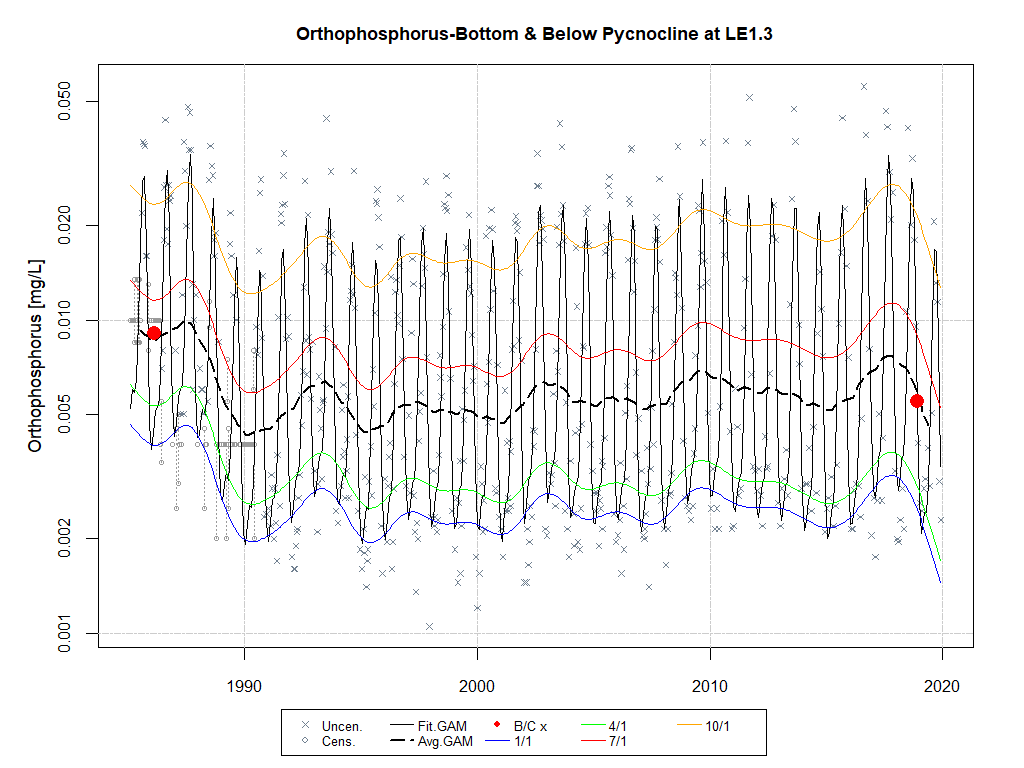 Orthophosphorus-Bottom & Below Pycnocline at LE1.3
Orthophosphorus [mg/L]
0.050
0.020
0.010
0.005
0.002
0.001
1990 2000 2010 2020
Uncen. Fit.GAM B/C x 4/1 10/1
Cens. Avg.GAM 1/1 7/1